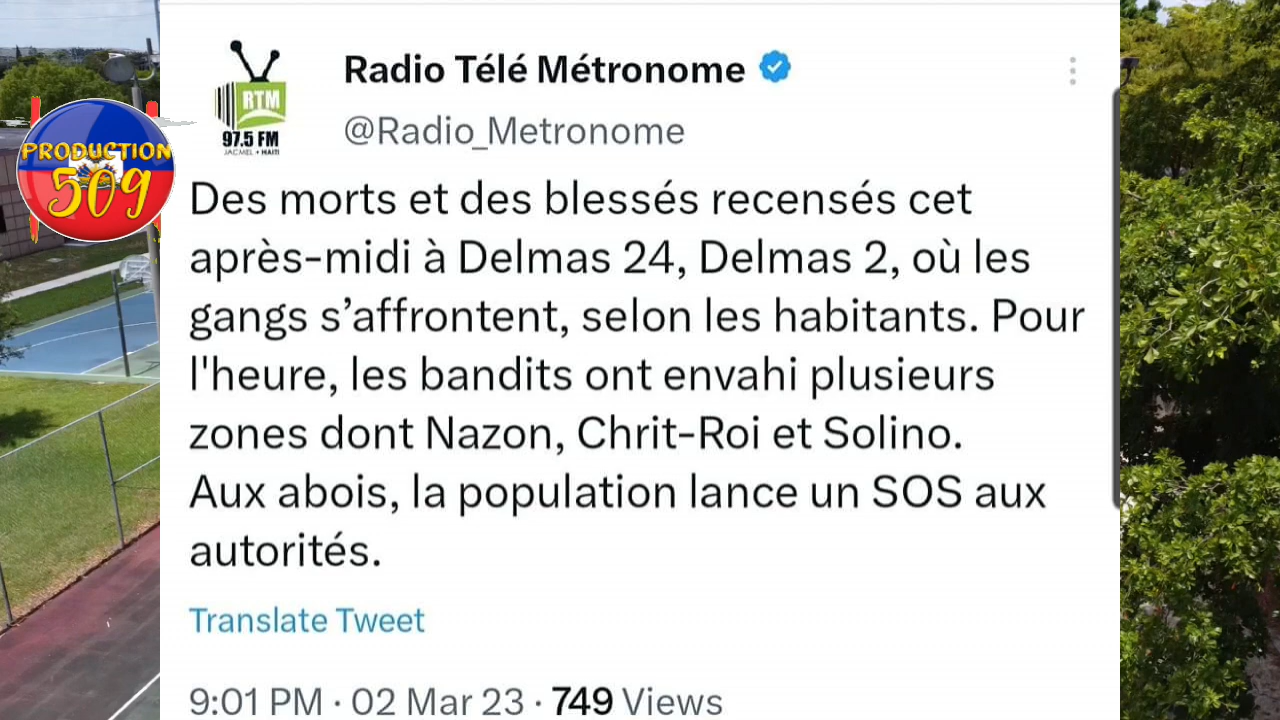 Radio Télé Métronome
RTM
97.5 FM
JACMEL • HAITI
@Radio_Metronome
PRODUCTION
509
Des morts et des blessés recensés cet
après-midi à Delmas 24, Delmas 2, où les
gangs s’affrontent, selon les habitants. Pour
l'heure, les bandits ont envahi plusieurs
zones dont Nazon, Chrit-Roi et Solino.
Aux abois, la population lance un SOS aux
autorités.
Translate Tweet
9:01 PM · 02 Mar 23 · 749 Views